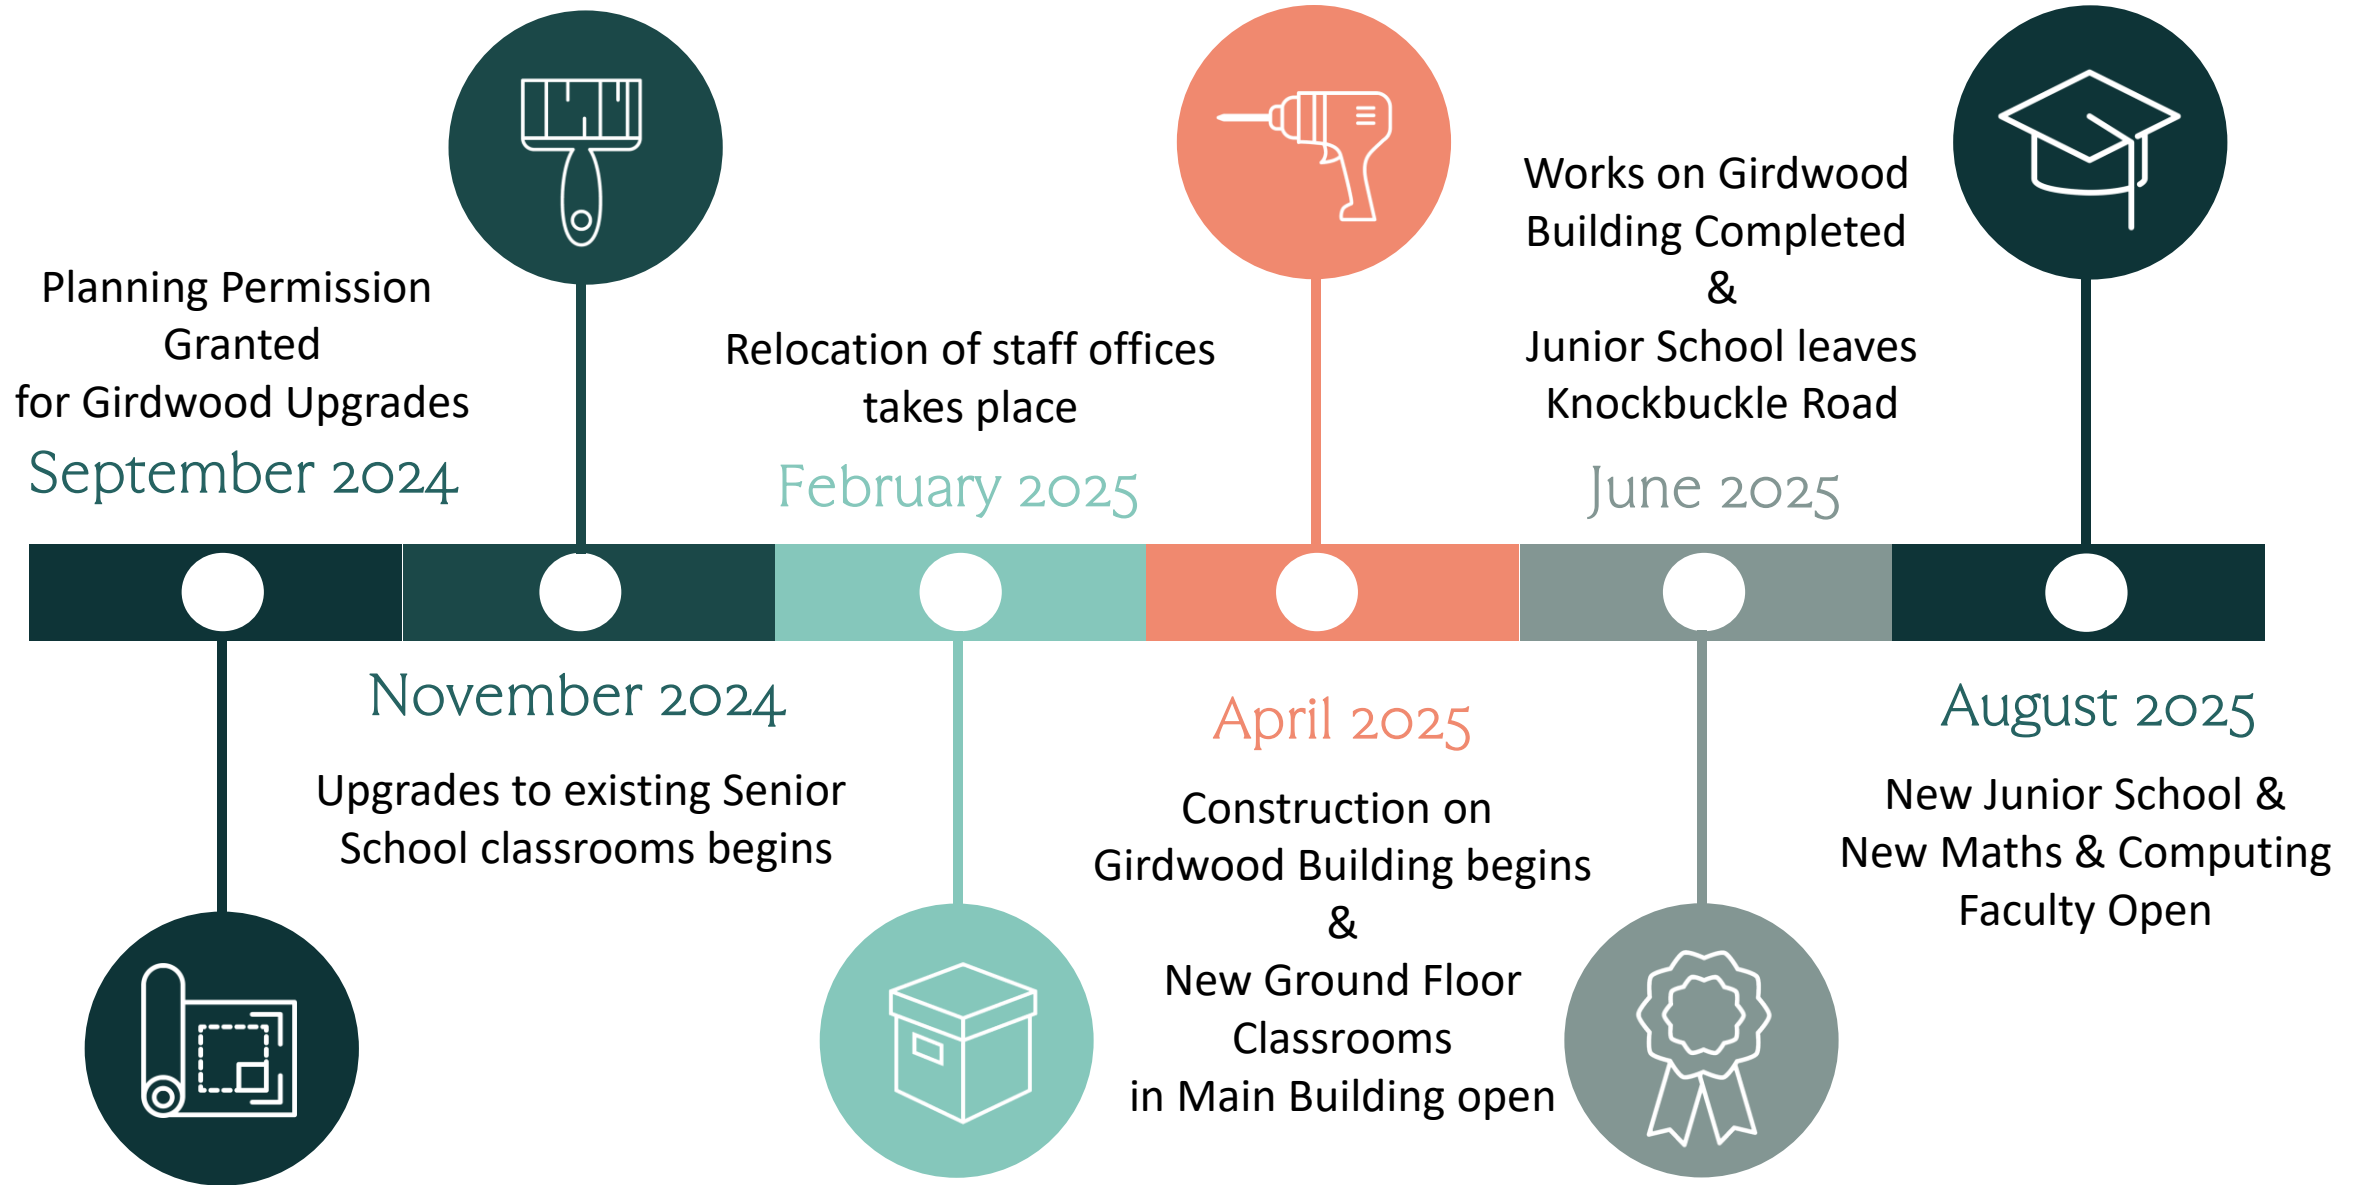 Planning Permission
Granted
for Girdwood Upgrades
September 2024
November 2024
Upgrades to existing Senior
School classrooms begins
Relocation of staff offices
takes place
February 2025
April 2025
Construction on
Girdwood Building begins
&
New Ground Floor
Classrooms
in Main Building open
Works on Girdwood
Building Completed
&
Junior School leaves
Knockbuckle Road
June 2025
August 2025
New Junior School &
New Maths & Computing
Faculty Open